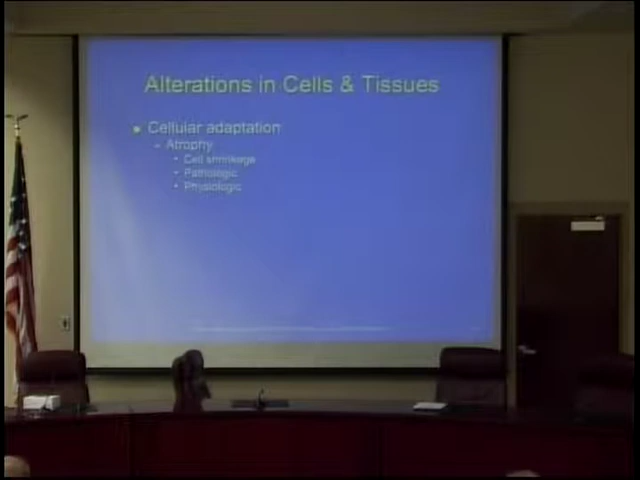 Alterations in Cells & Tissues
Cellular adaptation
– Atrophy
• Cell shrinkage
• Pathologic
• Physiologic